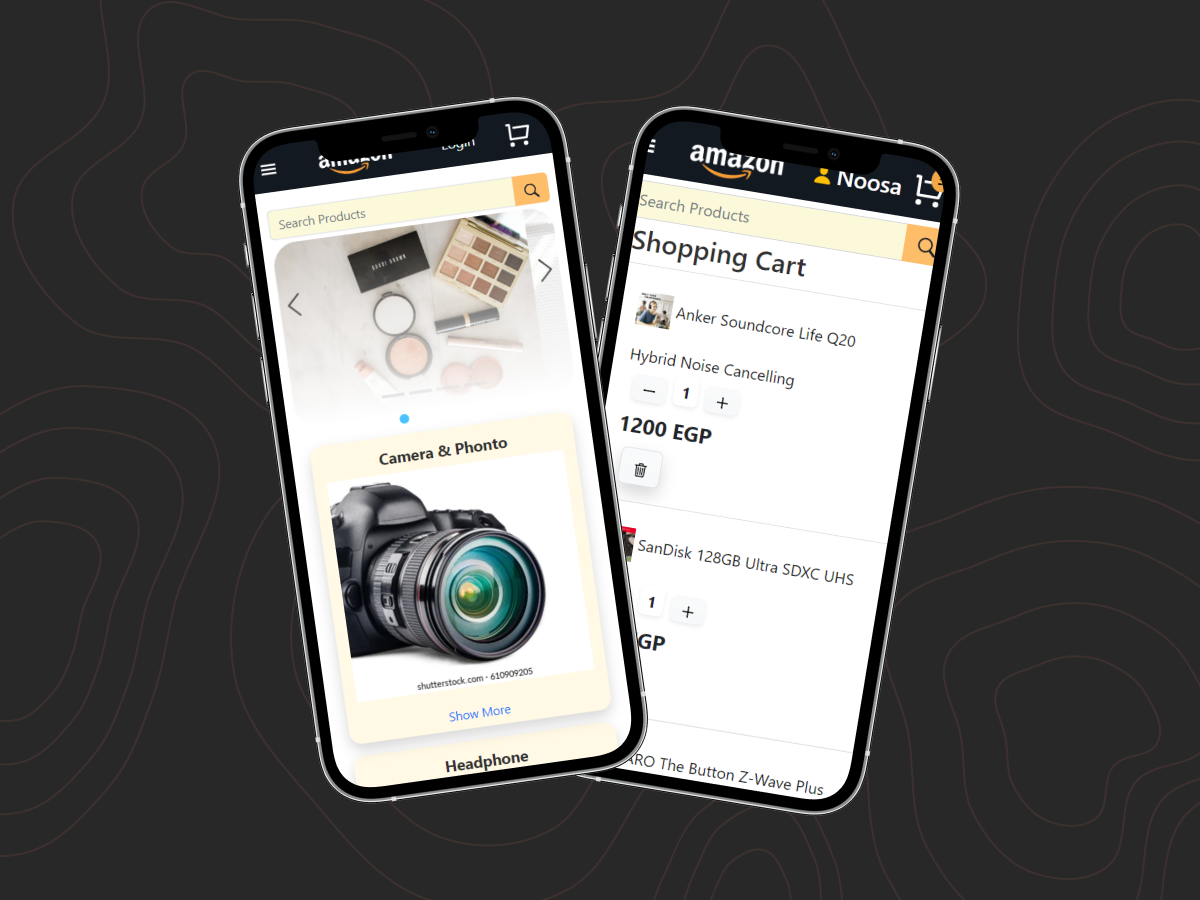 amazon
Login
Search Products
BOBBI BROWN
Camera & Phonto
shutterstock.com · 610909205
Show More
Headphone
amazon
Noosa
Search Products
Shopping Cart
Anker Soundcore Life Q20
Hybrid Noise Cancelling
1
1200 EGP
SanDisk 128GB Ultra SDXC UHS
1
GP
ARO The Button Z-Wave Plus